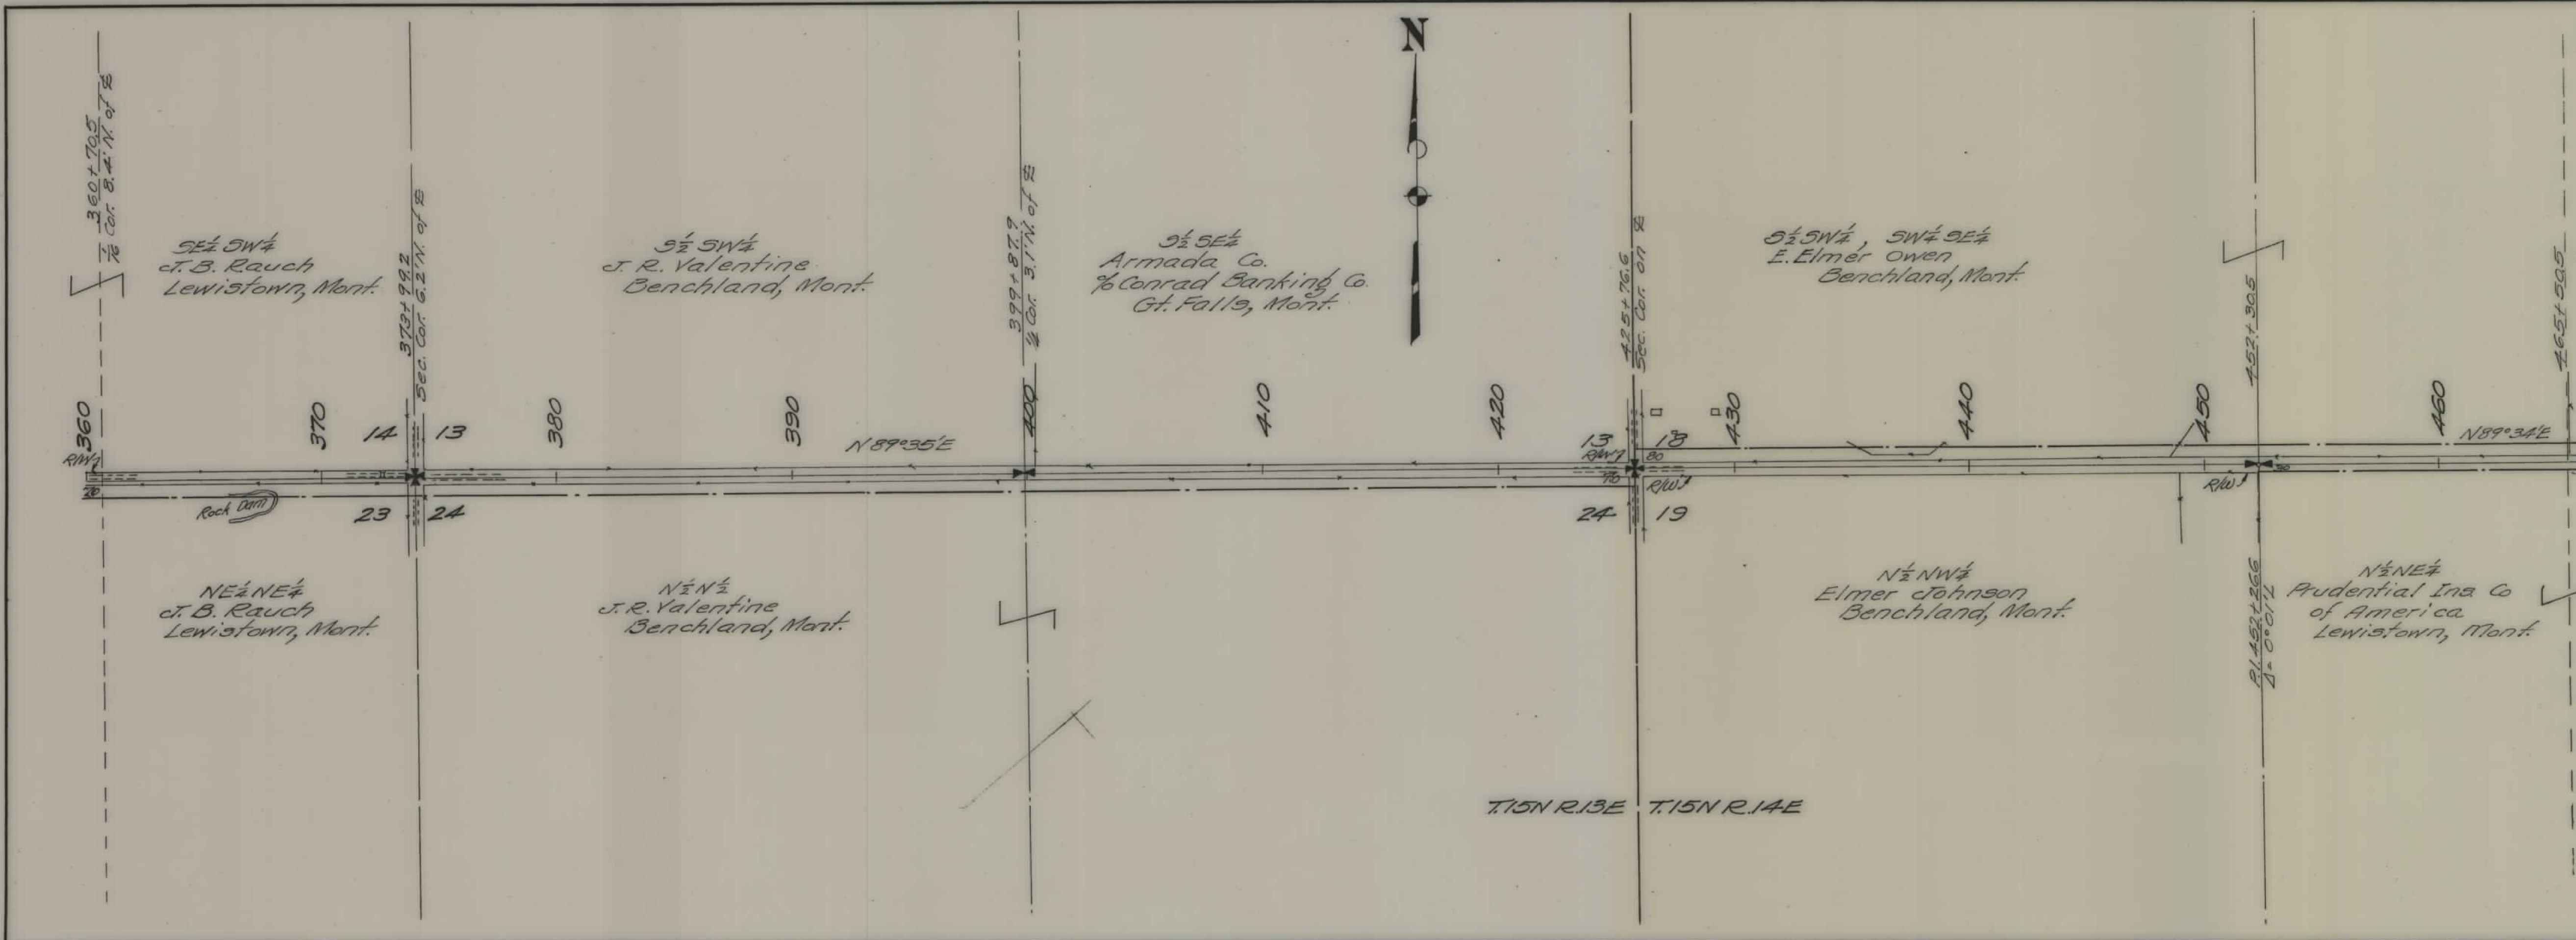 N
360+70.5
1/16 Cor. 8.4' N. of ℄
SE¼ SW¼
J. B. Rauch
Lewistown, Mont.
373+99.2
Sec. Cor. 6.2' N. of ℄
S½ SW¼
J. R. Valentine
Benchland, Mont.
399+87.9
¼ Cor. 3.1' N. of ℄
S½ SE¼
Armada Co.
% Conrad Banking Co.
Gt. Falls, Mont.
425+76.6
Sec. Cor. on ℄
S½SW¼, SW¼ SE¼
E. Elmer Owen
Benchland, Mont.
452+30.5
465+50.5
360
370
380
390
400
410
420
430
440
450
460
R/W
14 13
N 89°35'E
13 18
R/W
80
N89°34'E
70
Rock Dam
23 24
70
R/W
24 19
R/W
NE¼ NE¼
J. B. Rauch
Lewistown, Mont.
N½ N½
J. R. Valentine
Benchland, Mont.
N½ NW¼
Elmer Johnson
Benchland, Mont.
P.I. 452+26.6
Δ=0°01'L
N½NE¼
Prudential Ins. Co
of America
Lewistown, Mont.
T.15N R.13E T.15N R.14E